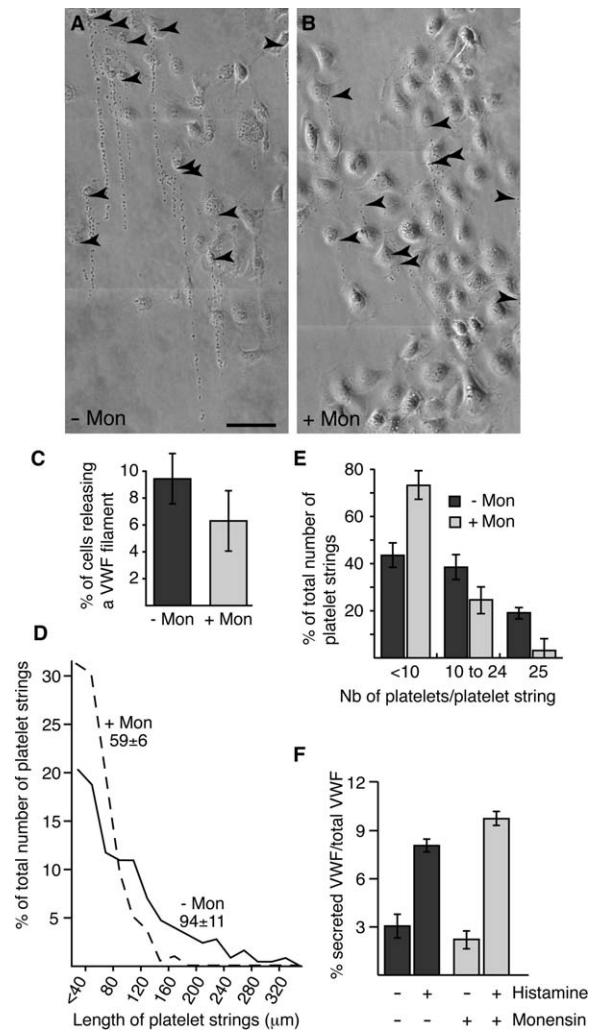 A
B
- Mon
+ Mon
C
% of cells releasing
a VWF filament
10
8
6
4
2
- Mon
+ Mon
D
% of total number of platelet strings
30
25
20
15
10
5
+ Mon
59±6
- Mon
94±11
<40
80
120
160
200
240
280
320
Length of platelet strings (μm)
E
% of total number of
platelet strings
80
60
40
20
- Mon
+ Mon
<10
10 to 24
25
Nb of platelets/platelet string
F
% secreted VWF/total VWF
12
9
6
3
- + - + Histamine
- - + + Monensin